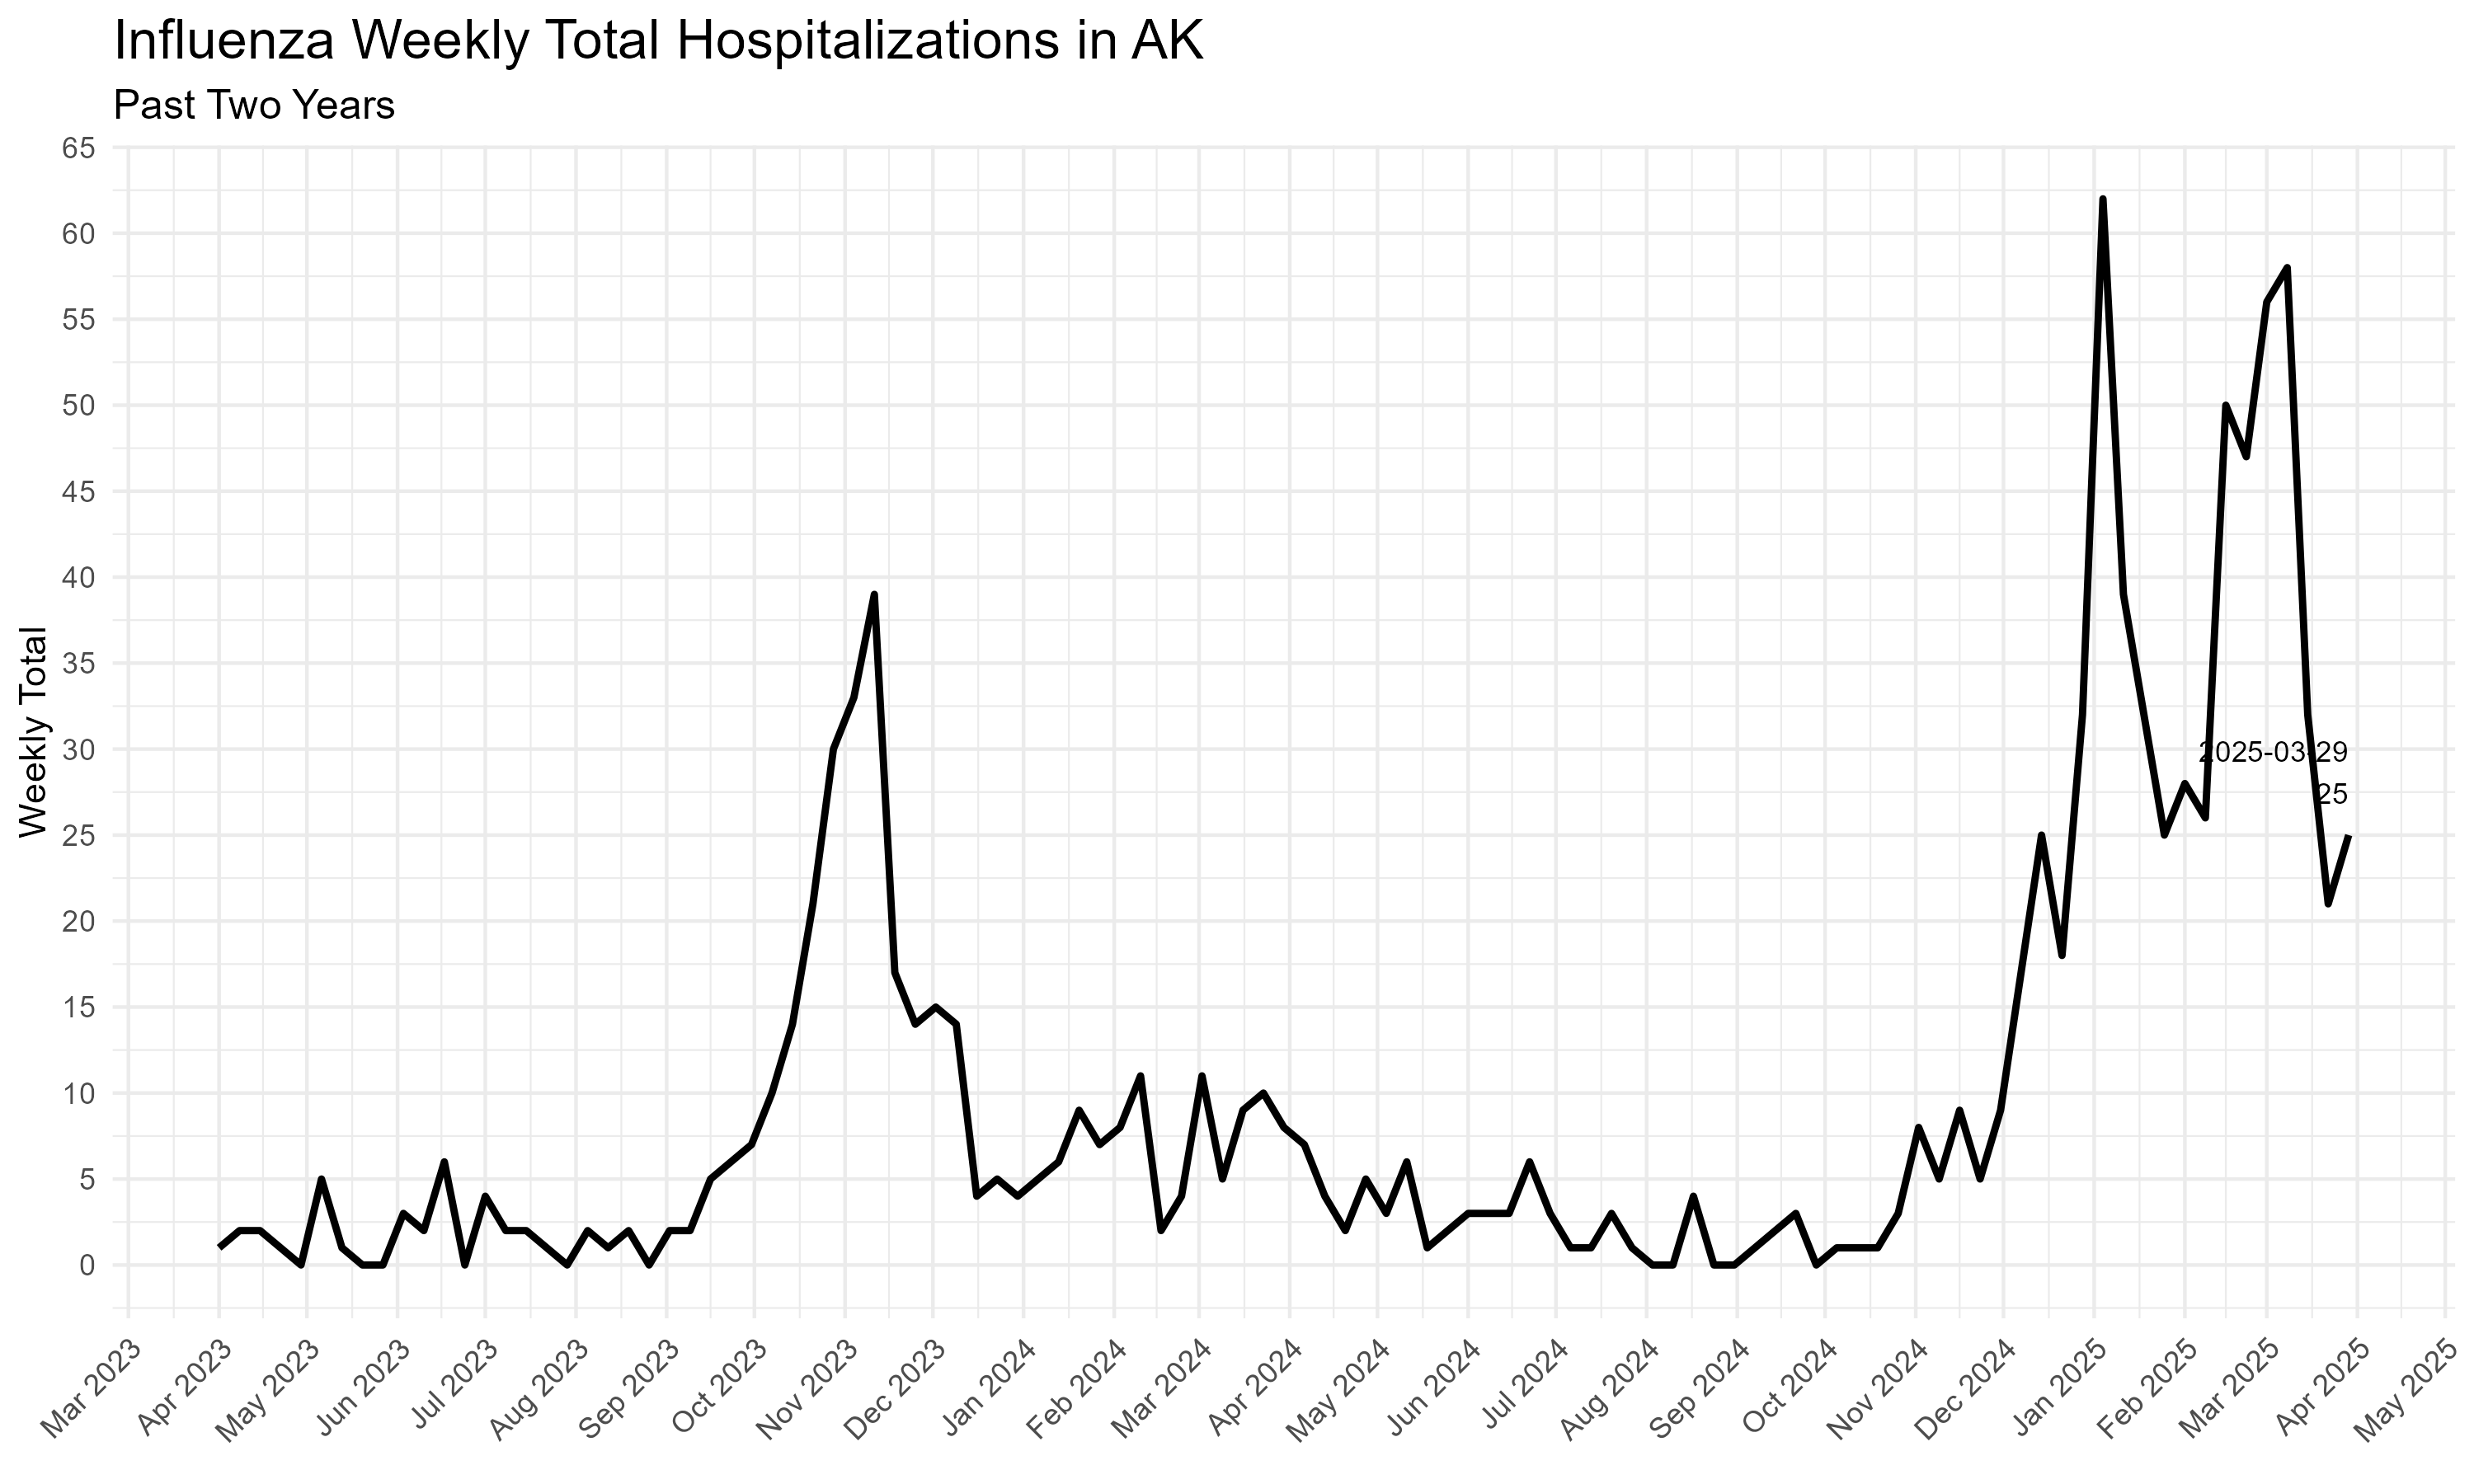 Influenza Weekly Total Hospitalizations in AK
Past Two Years
Weekly Total
65
60
55
50
45
40
35
30
25
20
15
10
5
0
2025-03-29
25
Mar 2023
Apr 2023
May 2023
Jun 2023
Jul 2023
Aug 2023
Sep 2023
Oct 2023
Nov 2023
Dec 2023
Jan 2024
Feb 2024
Mar 2024
Apr 2024
May 2024
Jun 2024
Jul 2024
Aug 2024
Sep 2024
Oct 2024
Nov 2024
Dec 2024
Jan 2025
Feb 2025
Mar 2025
Apr 2025
May 2025